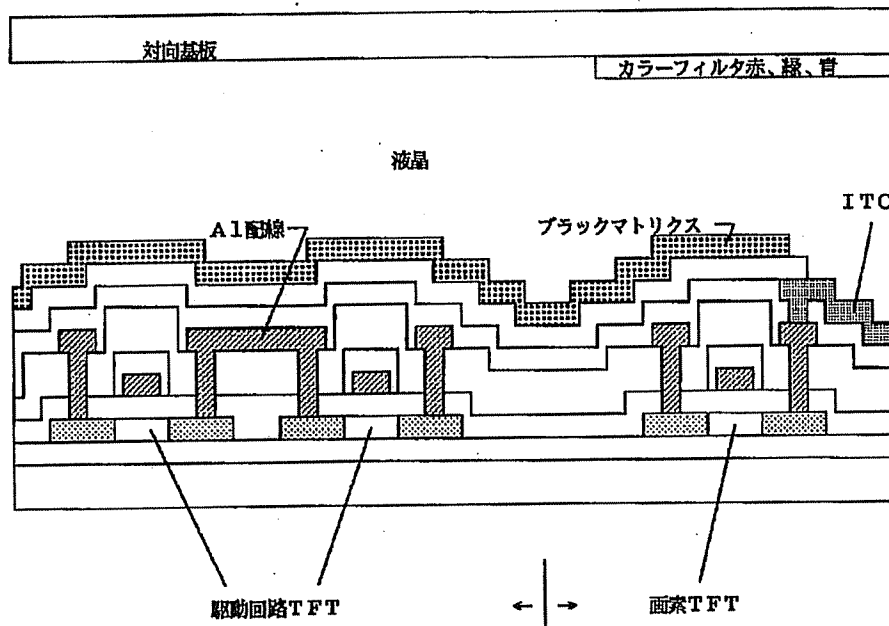 対向基板
カラーフィルタ赤、緑、青
液晶
ITO
Al配線
ブラックマトリクス
駆動回路TFT
画素TFT